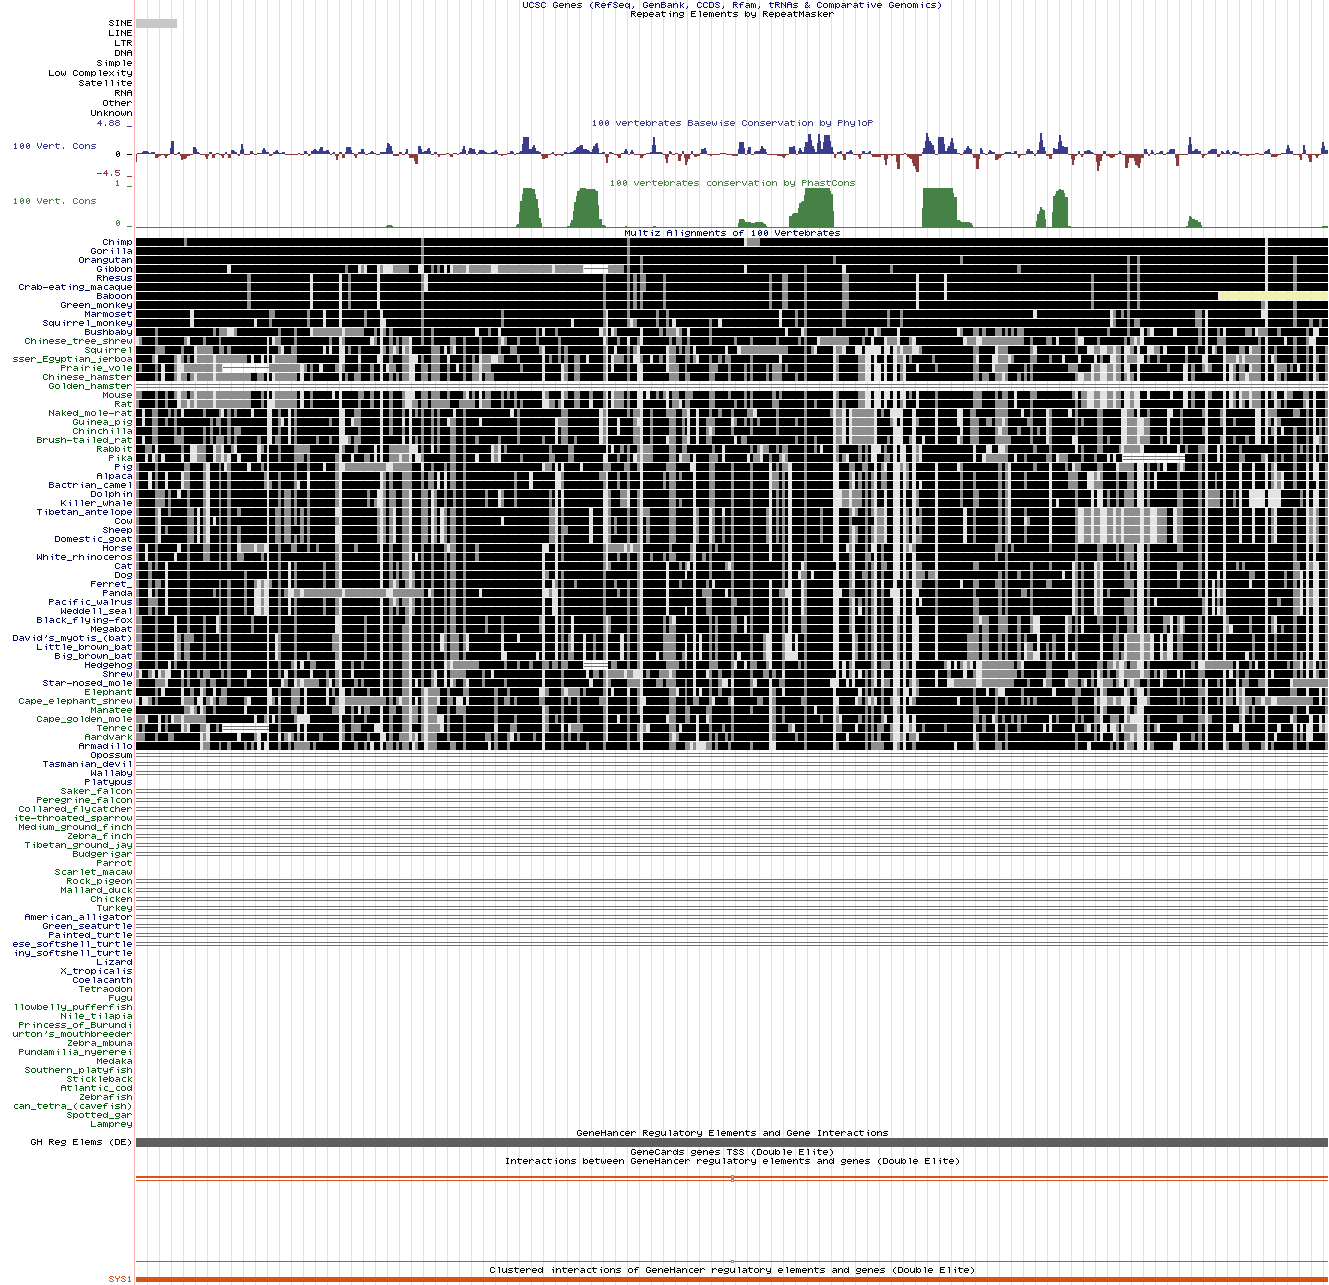 UCSC Genes (RefSeq, GenBank, CCDS, Rfam, tRNAs & Comparative Genomics)
Repeating Elements by RepeatMasker
SINE
LINE
LTR
DNA
Simple
Low Complexity
Satellite
RNA
Other
Unknown
4.88 _
100 vertebrates Basewise Conservation by PhyloP
100 Vert. Cons
0 -
-4.5 _
100 vertebrates conservation by PhastCons
1 _
100 Vert. Cons
0 _
Multiz Alignments of 100 Vertebrates
Chimp
Gorilla
Orangutan
Gibbon
Rhesus
Crab-eating_macaque
Baboon
Green_monkey
Marmoset
Squirrel_monkey
Bushbaby
Chinese_tree_shrew
Squirrel
sser_Egyptian_jerboa
Prairie_vole
Chinese_hamster
Golden_hamster
Mouse
Rat
Naked_mole-rat
Guinea_pig
Chinchilla
Brush-tailed_rat
Rabbit
Pika
Pig
Alpaca
Bactrian_camel
Dolphin
Killer_whale
Tibetan_antelope
Cow
Sheep
Domestic_goat
Horse
White_rhinoceros
Cat
Dog
Ferret_
Panda
Pacific_walrus
Weddell_seal
Black_flying-fox
Megabat
David's_myotis_(bat)
Little_brown_bat
Big_brown_bat
Hedgehog
Shrew
Star-nosed_mole
Elephant
Cape_elephant_shrew
Manatee
Cape_golden_mole
Tenrec
Aardvark
Armadillo
Opossum
Tasmanian_devil
Wallaby
Platypus
Saker_falcon
Peregrine_falcon
Collared_flycatcher
ite-throated_sparrow
Medium_ground_finch
Zebra_finch
Tibetan_ground_jay
Budgerigar
Parrot
Scarlet_macaw
Rock_pigeon
Mallard_duck
Chicken
Turkey
American_alligator
Green_seaturtle
Painted_turtle
ese_softshell_turtle
iny_softshell_turtle
Lizard
X_tropicalis
Coelacanth
Tetraodon
Fugu
llowbelly_pufferfish
Nile_tilapia
Princess_of_Burundi
urton's_mouthbreeder
Zebra_mbuna
Pundamilia_nyererei
Medaka
Southern_platyfish
Stickleback
Atlantic_cod
Zebrafish
can_tetra_(cavefish)
Spotted_gar
Lamprey
GeneHancer Regulatory Elements and Gene Interactions
GH Reg Elems (DE)
GeneCards genes TSS (Double Elite)
Interactions between GeneHancer regulatory elements and genes (Double Elite)
Clustered interactions of GeneHancer regulatory elements and genes (Double Elite)
SYS1